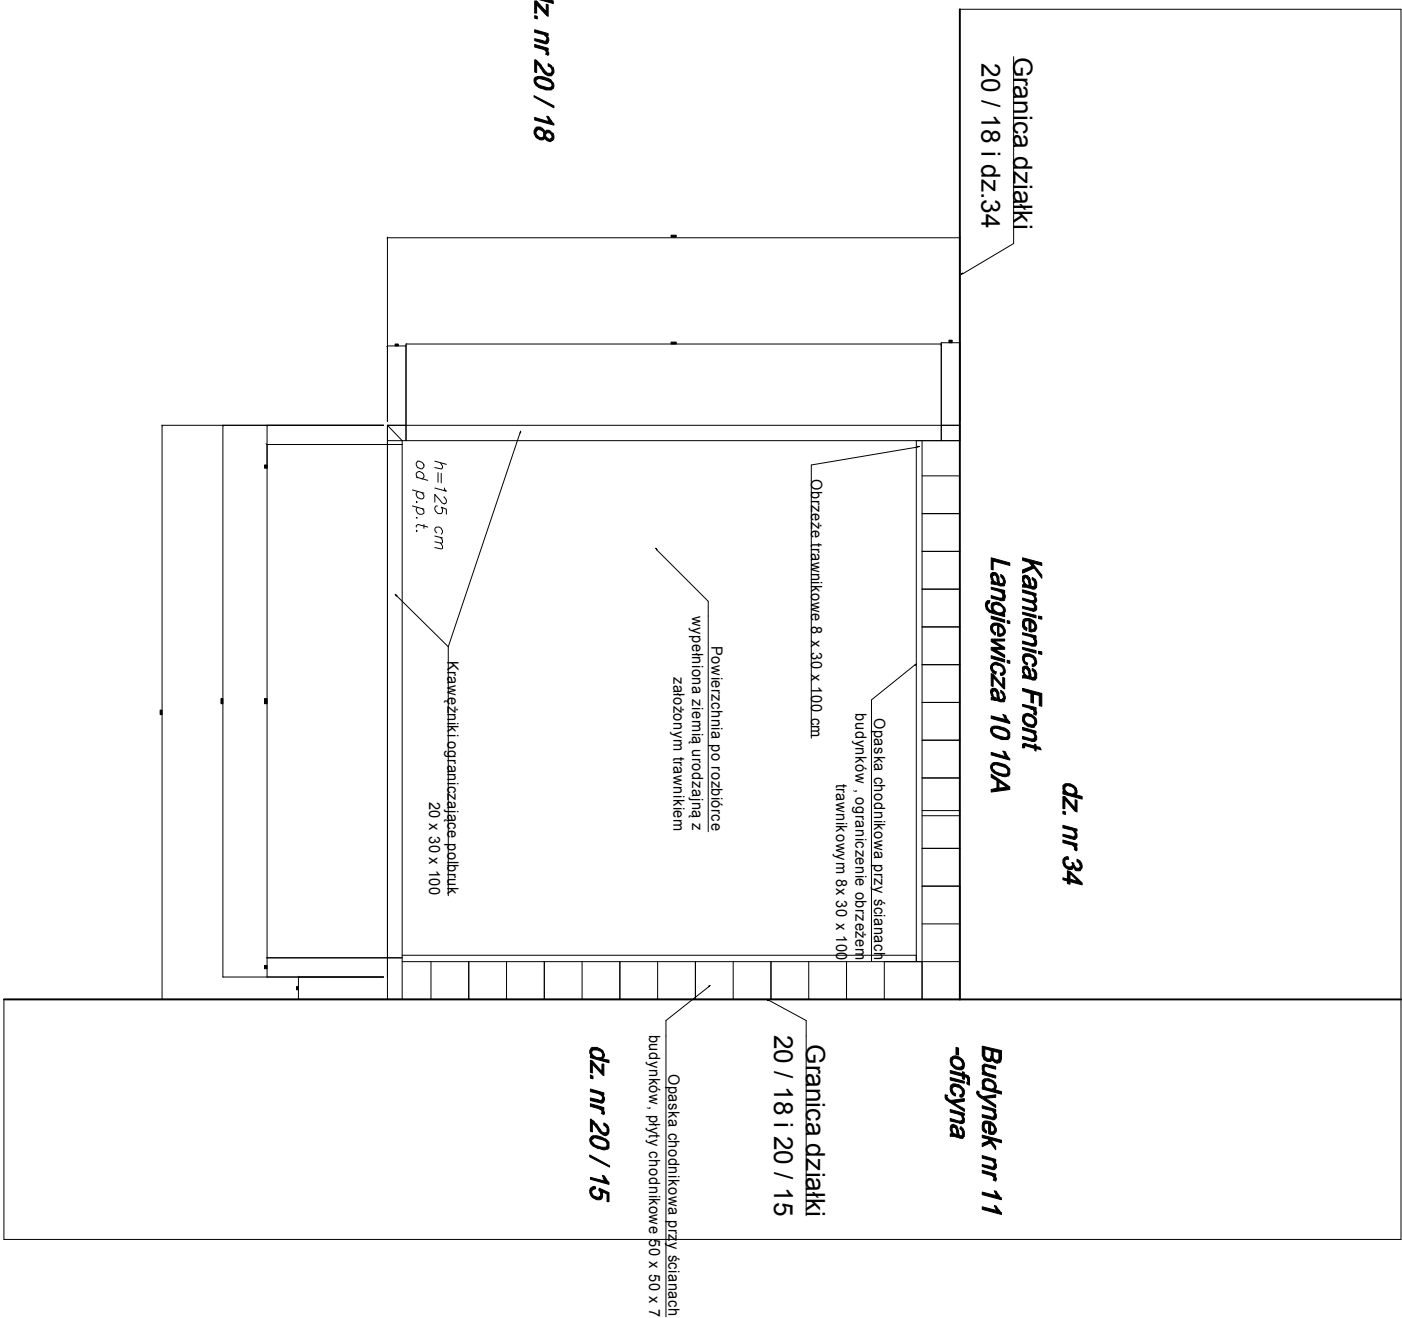 dz. nr 20 / 18
Granica działki
20 / 18 i dz.34
Kamienica Front
Langiewicza 10 10A
dz. nr 34
h=125 cm
od p.p.t.
Obrzeże trawnikowe 8 x 30 x 100 cm
Opaska chodnikowa przy ścianach
budynków , ograniczenie obrzeżem
trawnikowym 8x 30 x 100
Powierzchnia po rozbiórce
wypełniona ziemią urodzajną z
założonym trawnikiem
Krawężniki ograniczające polbruk
20 x 30 x 100
Budynek nr 11
-oficyna
Granica działki
20 / 18 i 20 / 15
Opaska chodnikowa przy ścianach
budynków, płyty chodnikowe 50 x 50 x 7
dz. nr 20 / 15